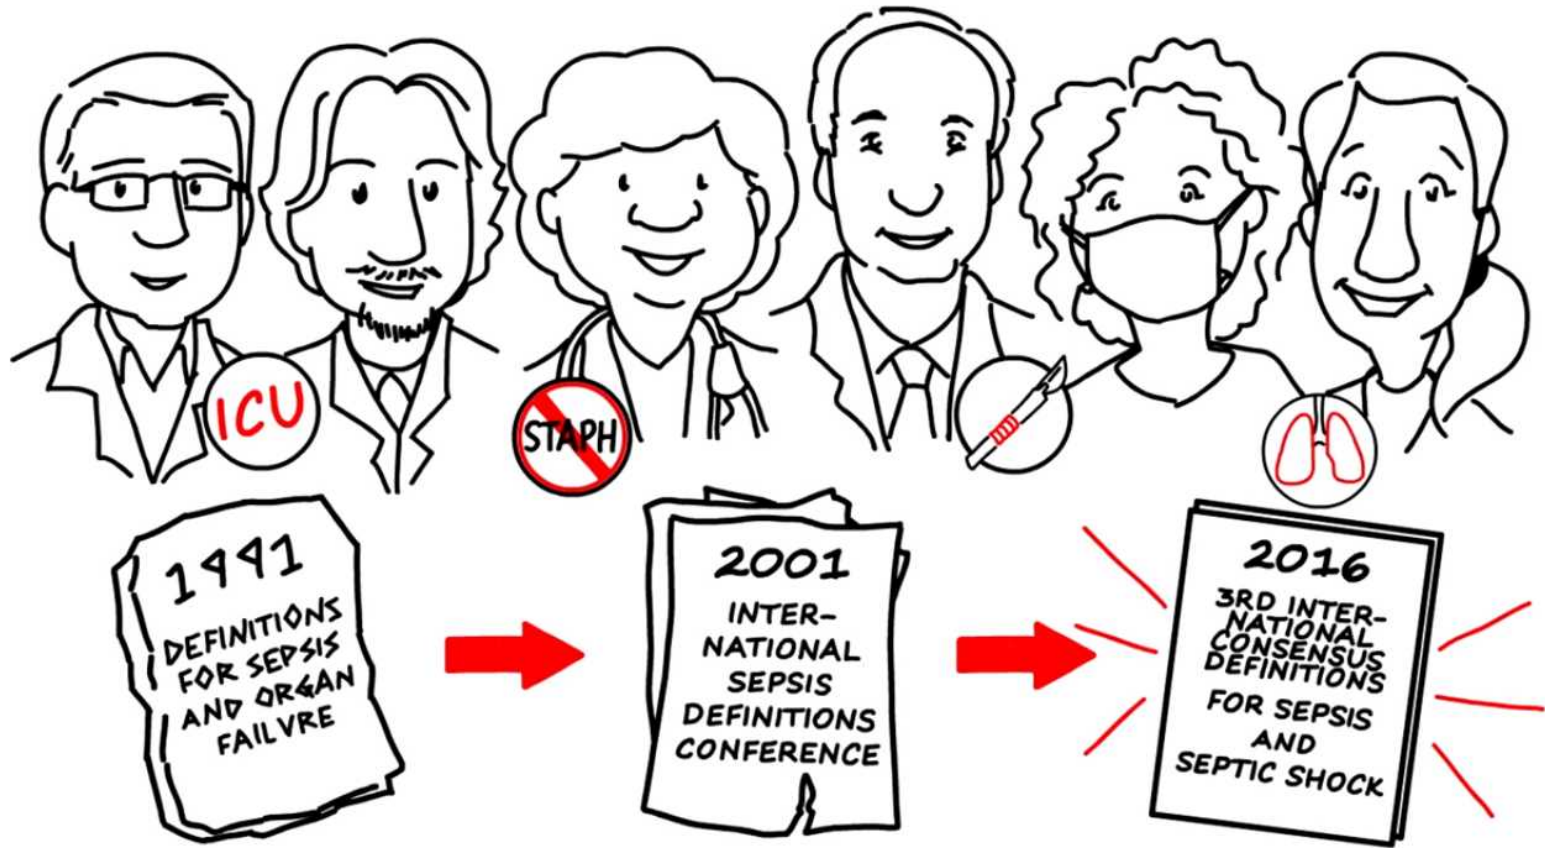 ICU
STAPH
1991
DEFINITIONS
FOR SEPSIS
AND ORGAN
FAILVRE
2001
INTER-
NATIONAL
SEPSIS
DEFINITIONS
CONFERENCE
2016
3RD INTER-
NATIONAL
CONSENSUS
DEFINITIONS
FOR SEPSIS
AND
SEPTIC SHOCK